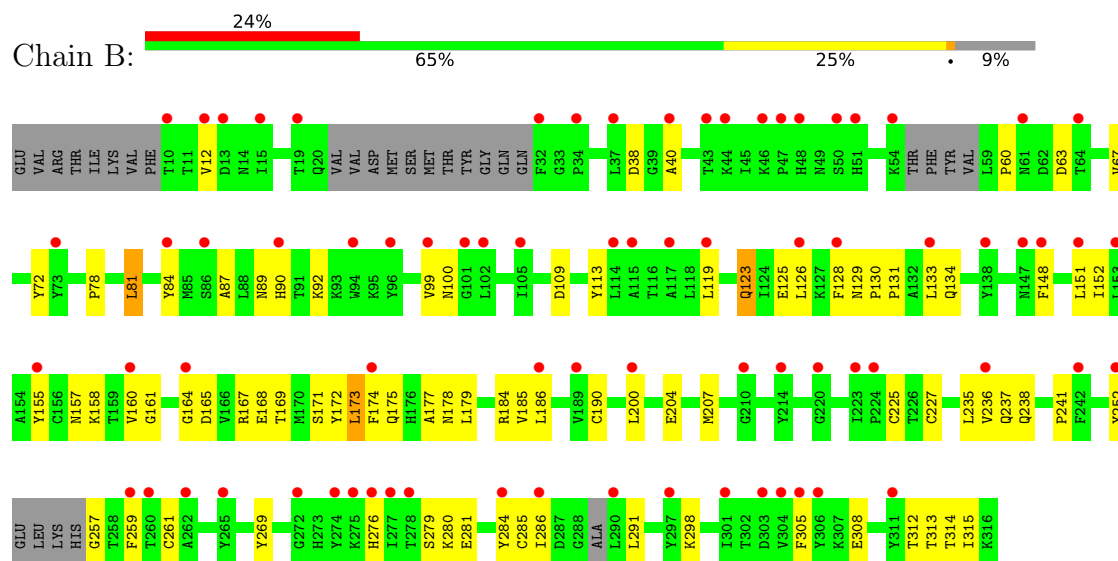 24%
Chain B:
65% 25% • 9%
GLU VAL ARG THR ILE LYS VAL PHE T10 T11 V12 D13 N14 I15 T19 Q20 VAL VAL ASP MET SER MET THR TYR GLY GLN GLN F32 G33 P34 L37 D38 G39 A40 T43 K44 I45 K46 P47 H48 N49 S50 H51 K54 THR PHE TYR VAL L59 P60 N61 D62 D63 T64 V67
Y72 Y73 P78 L81 Y84 M85 S86 A87 L88 N89 H90 T91 K92 K93 W94 K95 Y96 V99 N100 G101 L102 I105 D109 Y113 L114 A115 T116 A117 L118 L119 Q123 I124 E125 L126 K127 F128 N129 P130 P131 A132 L133 Q134 Y138 N147 F148 L151 I152 L153
A154 Y155 C156 N157 K158 T159 V160 G161 G164 D165 V166 R167 E168 T169 M170 S171 Y172 L173 F174 Q175 H176 A177 N178 L179 R184 V185 L186 V189 C190 L200 E204 M207 G210 Y214 G220 I223 P224 C225 T226 C227 L235 V236 Q237 Q238 P241 F242 Y252
GLU LEU LYS HIS G257 T258 F259 T260 C261 A262 Y265 Y269 G272 H273 Y274 K275 H276 I277 T278 S279 K280 E281 Y284 C285 I286 D287 G288 ALA L290 L291 Y297 K298 I301 T302 D303 V304 F305 Y306 K307 E308 Y311 T312 T313 T314 I315 K316